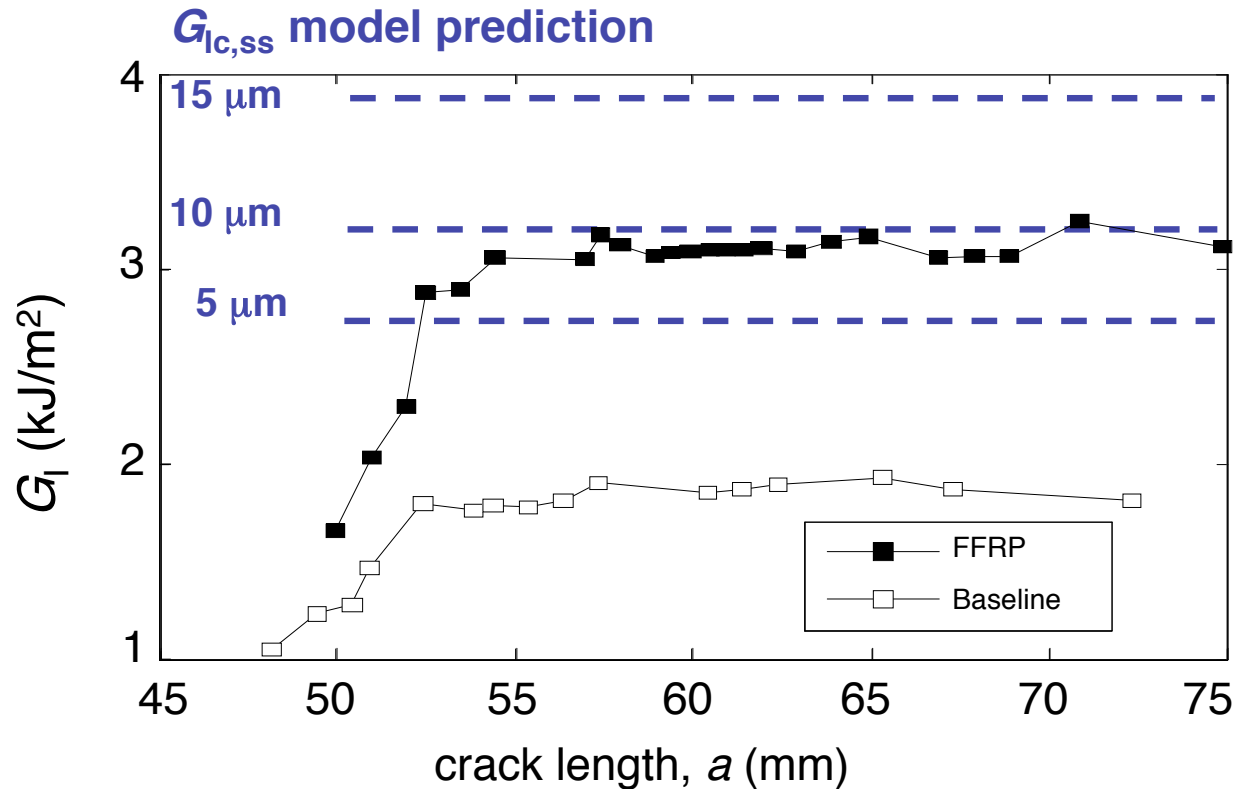 G_Ic,ss model prediction
4
15 μm
10 μm
3
5 μm
2
1
G_I (kJ/m²)
FFRP
Baseline
45 50 55 60 65 70 75
crack length, a (mm)